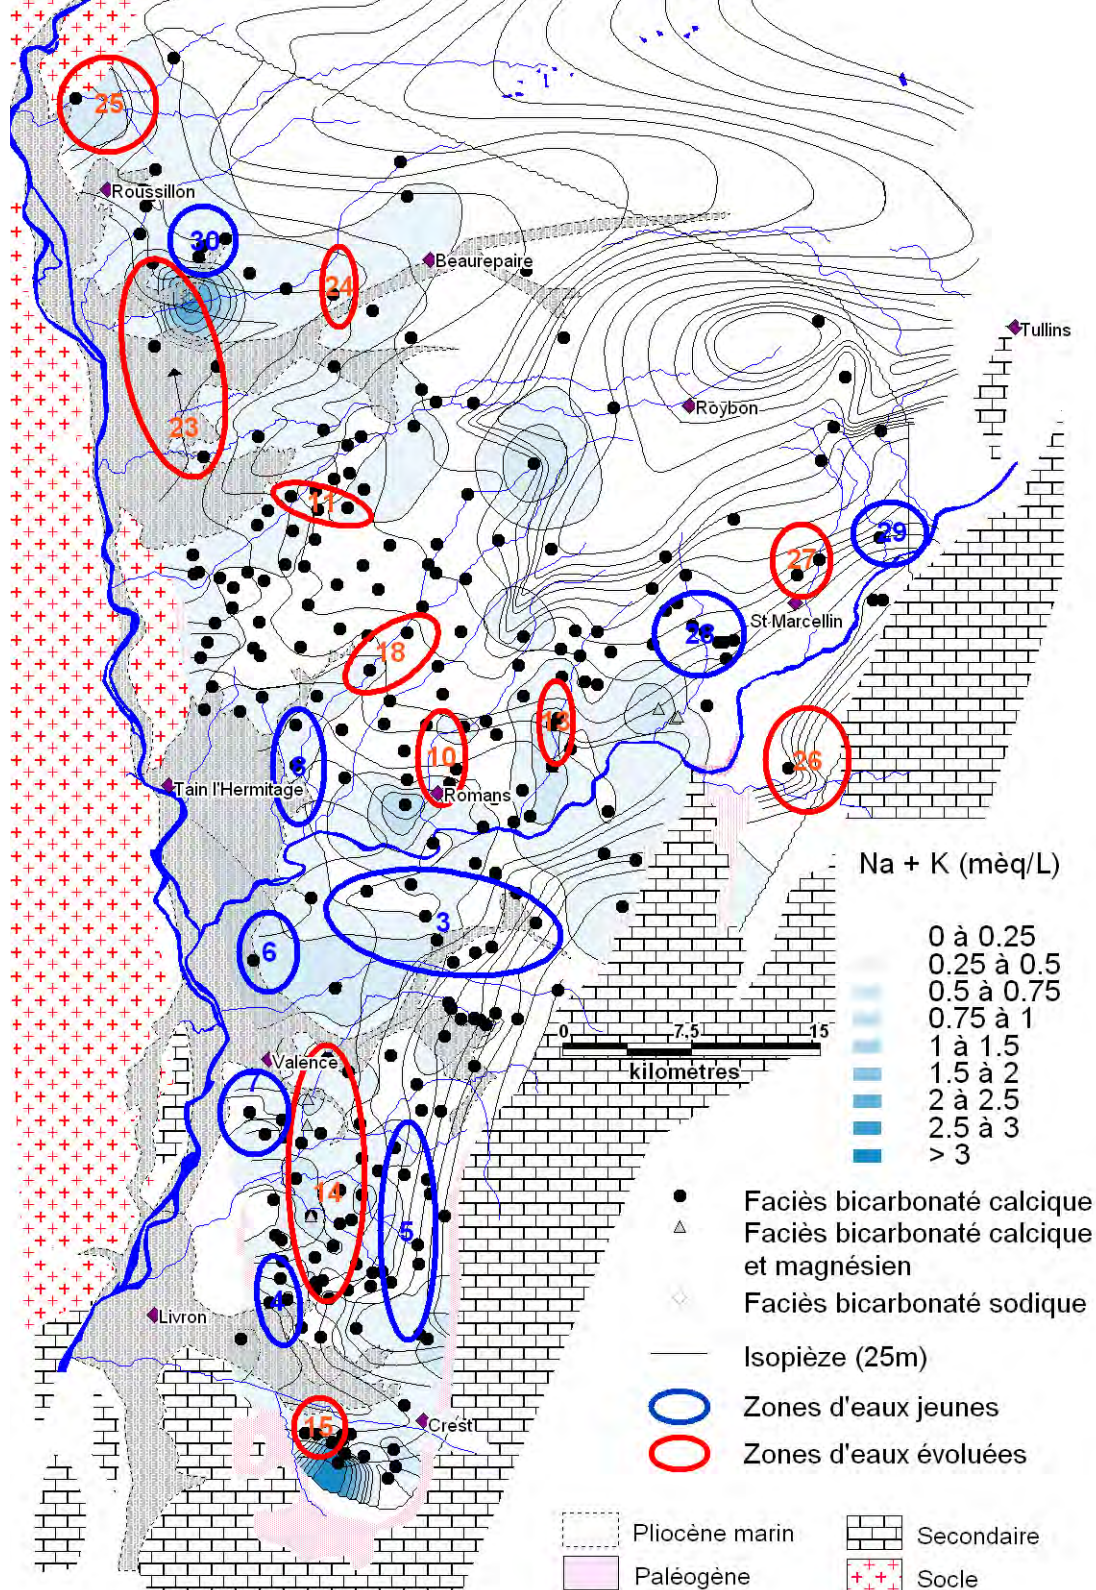 25
Roussillon
30
Beaurepaire
24
Tullins
Roybon
23
11
29
27
St Marcellin
28
18
13
10
26
8
Tain l'Hermitage
Romans
3
6
Valence
7
14
5
4
Livron
15
Crest
Na + K (mèq/L)
0 à 0.25
0.25 à 0.5
0.5 à 0.75
0.75 à 1
1 à 1.5
1.5 à 2
2 à 2.5
2.5 à 3
> 3
0 7.5 15
kilomètres
Faciès bicarbonaté calcique
Faciès bicarbonaté calcique
et magnésien
Faciès bicarbonaté sodique
Isopièze (25m)
Zones d'eaux jeunes
Zones d'eaux évoluées
Pliocène marin
Secondaire
Paléogène
Socle